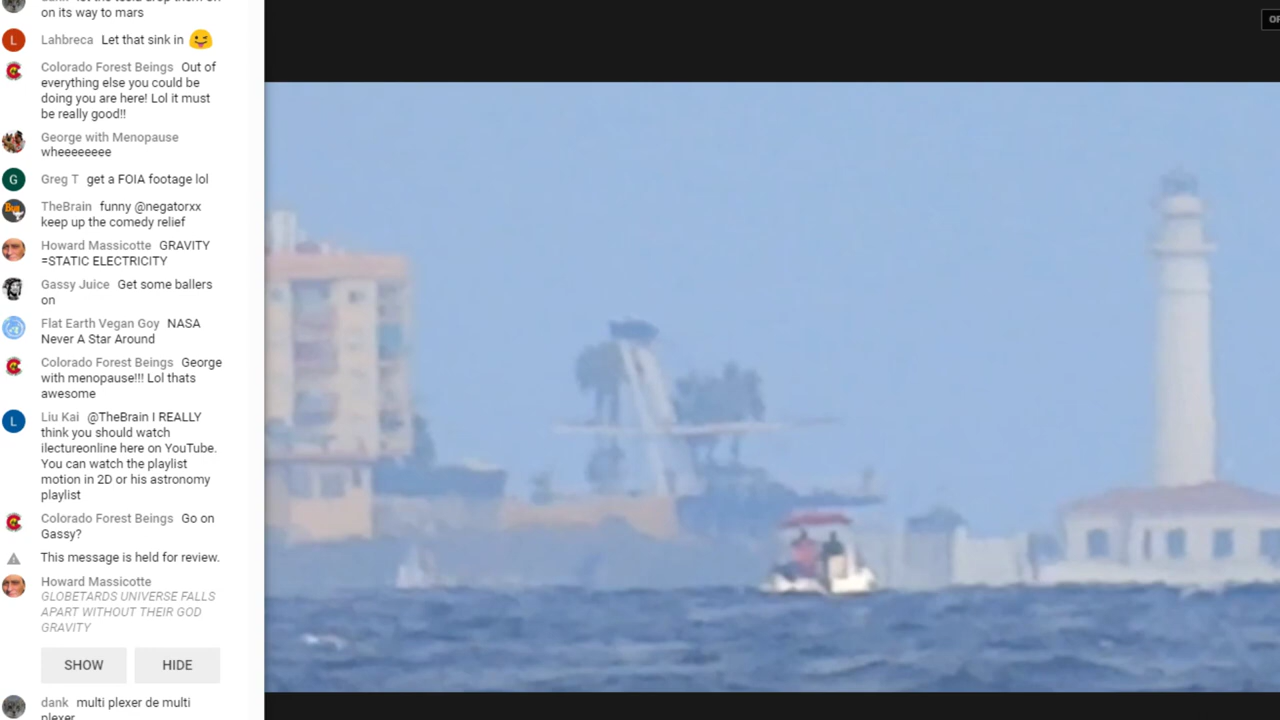 on its way to mars
L Lahbreca Let that sink in 😜
Colorado Forest Beings Out of
everything else you could be
doing you are here! Lol it must
be really good!!
George with Menopause
wheeeeeeee
G Greg T get a FOIA footage lol
TheBrain funny @negatorxx
keep up the comedy relief
Howard Massicotte GRAVITY
=STATIC ELECTRICITY
Gassy Juice Get some ballers
on
Flat Earth Vegan Goy NASA
Never A Star Around
Colorado Forest Beings George
with menopause!!! Lol thats
awesome
L Liu Kai @TheBrain I REALLY
think you should watch
ilectureonline here on YouTube.
You can watch the playlist
motion in 2D or his astronomy
playlist
Colorado Forest Beings Go on
Gassy?
This message is held for review.
Howard Massicotte
GLOBETARDS UNIVERSE FALLS
APART WITHOUT THEIR GOD
GRAVITY
SHOW HIDE
dank multi plexer de multi
plexer